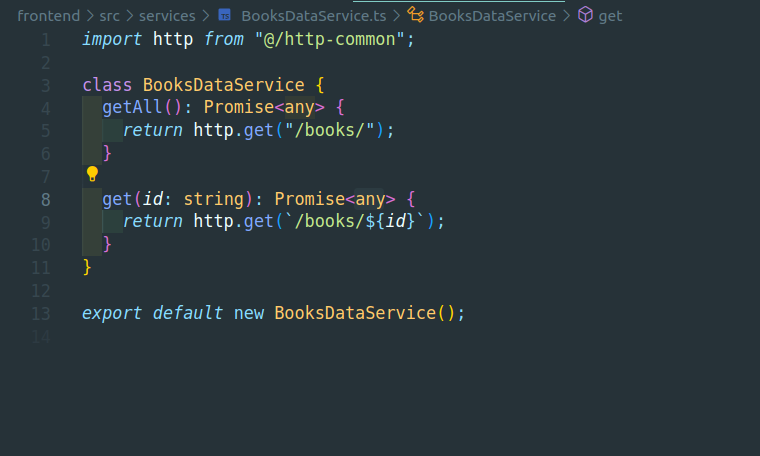 frontend > src > services > TS BooksDataService.ts > BooksDataService > get
1 import http from "@/http-common";
2
3 class BooksDataService {
4 getAll(): Promise<any> {
5 return http.get("/books/");
6 }
7
8 get(id: string): Promise<any> {
9 return http.get(`/books/${id}`);
10 }
11 }
12
13 export default new BooksDataService();
14